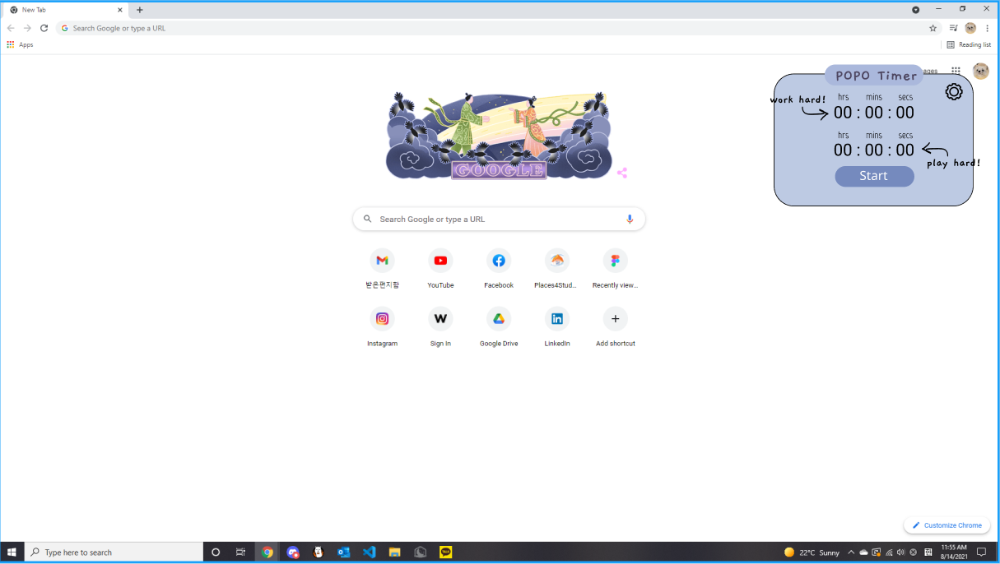 New Tab
Search Google or type a URL
Apps
Reading list
ages
POPO Timer
work hard!
hrs mins secs
00 : 00 : 00
hrs mins secs
00 : 00 : 00
play hard!
Start
GOOGLE
Search Google or type a URL
받은편지함
YouTube
Facebook
Places4Stud...
Recently view...
Instagram
Sign In
Google Drive
LinkedIn
Add shortcut
Customize Chrome
Type here to search
TALK
22°C Sunny
11:55 AM
8/14/2021